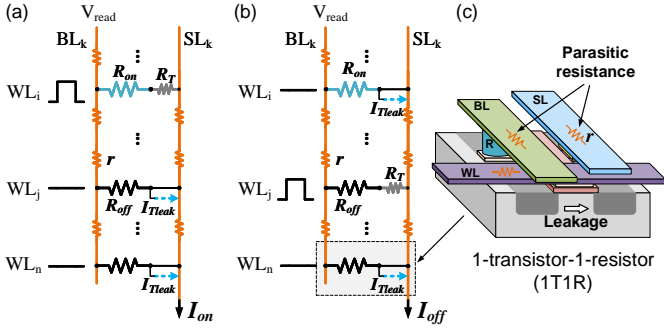 (a)
V_read
BL_k
SL_k
R_on
R_T
WL_i
r
WL_j
R_off
I_Tleak
WL_n
I_Tleak
I_on
(b)
V_read
BL_k
SL_k
R_on
WL_i
I_Tleak
r
R_T
WL_j
R_off
WL_n
I_Tleak
I_off
(c)
Parasitic
resistance
BL
SL
r
R
WL
Leakage
1-transistor-1-resistor
(1T1R)